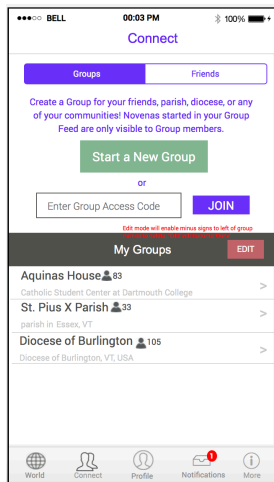 BELL 00:03 PM 100%
Connect
Groups Friends
Create a Group for your friends, parish, diocese, or any
of your communities! Novenas started in your Group
Feed are only visible to Group members.
Start a New Group
or
Enter Group Access Code JOIN
Edit mode will enable minus signs to left of group
My Groups EDIT
Aquinas House 83
Catholic Student Center at Dartmouth College
>
St. Pius X Parish 33
parish in Essex, VT
>
Diocese of Burlington 105
Diocese of Burlington, VT, USA
>
1
World Connect Profile Notifications More